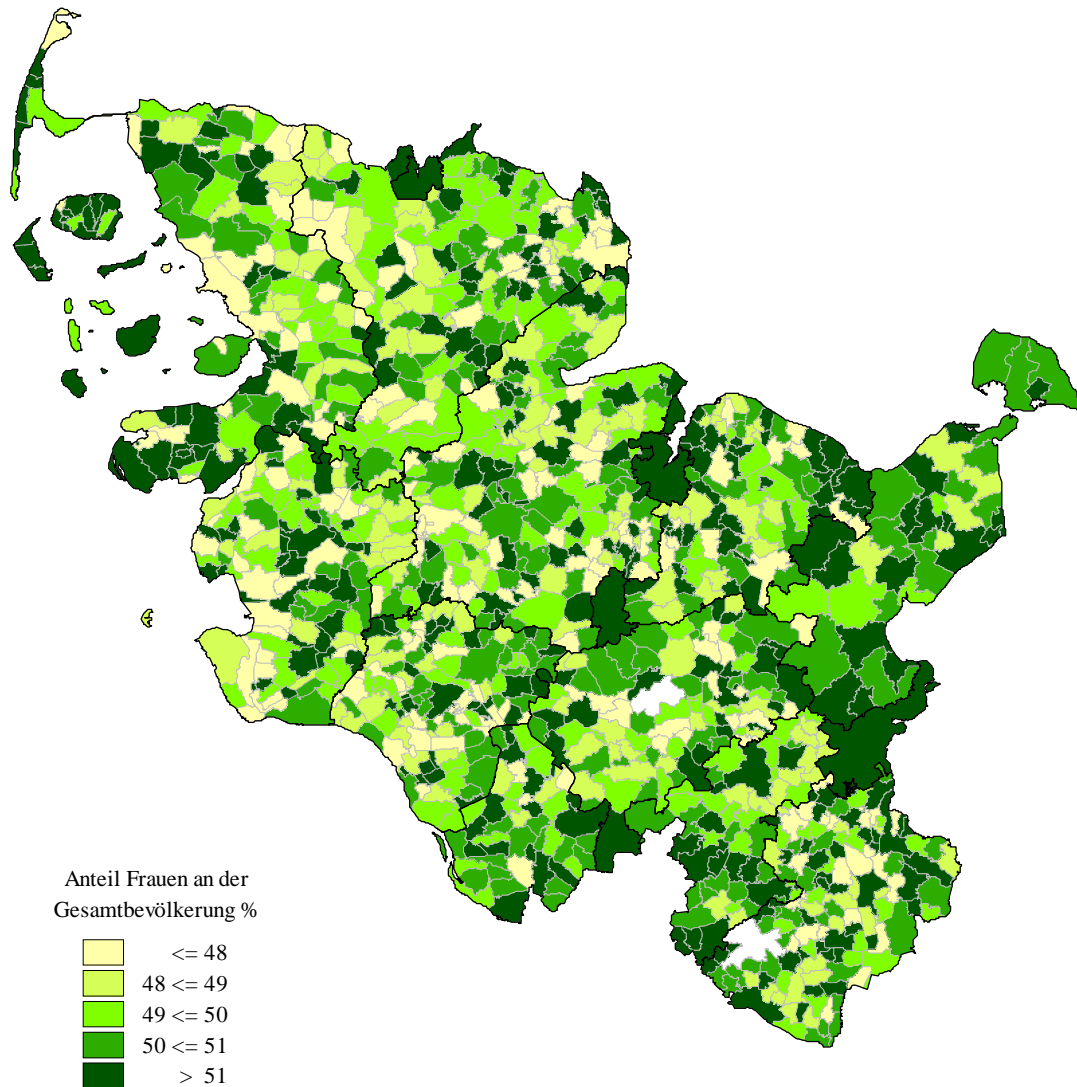 Anteil Frauen an der
Gesamtbevölkerung %
<= 48
48 <= 49
49 <= 50
50 <= 51
> 51